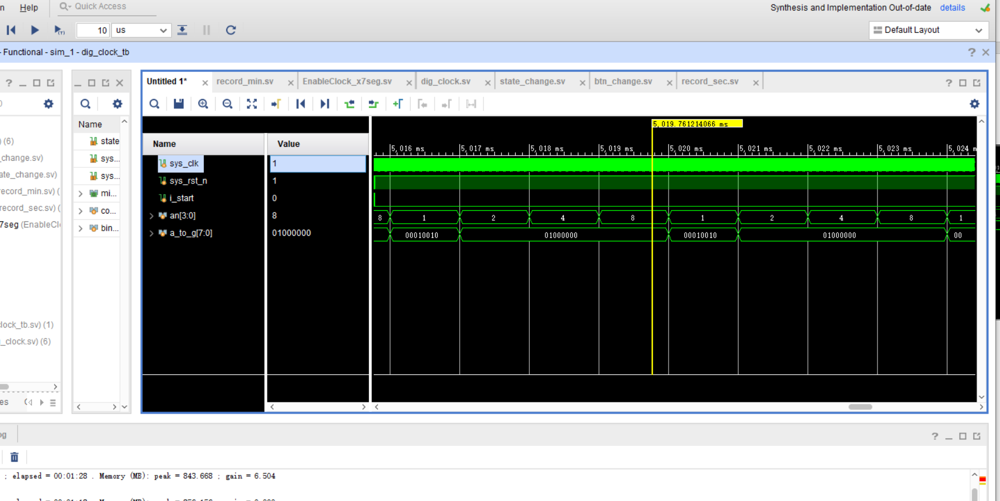 Help
Quick Access
Synthesis and Implementation Out-of-date details
10 us
Default Layout
- Functional - sim_1 - dig_clock_tb
Untitled 1*
record_min.sv
EnableClock_x7seg.sv
dig_clock.sv
state_change.sv
btn_change.sv
record_sec.sv
Name
) (6)
_change.sv)
ate_change.sv)
record_min.sv) (
record_sec.sv) (
7seg (EnableCl
clock_tb.sv) (1)
_clock.sv) (6)
es
state
sys...
sys...
mi...
co...
bin...
Name Value
sys_clk 1
sys_rst_n 1
i_start 0
an[3:0] 8
a_to_g[7:0] 01000000
5,019.761214066 ms
5,016 ms 5,017 ms 5,018 ms 5,019 ms 5,020 ms 5,021 ms 5,022 ms 5,023 ms 5,024 m
8 1 2 4 8 1 2 4 8 1
00010010 01000000 00010010 01000000 00
og
; elapsed = 00:01:28 . Memory (MB): peak = 843.668 ; gain = 6.504